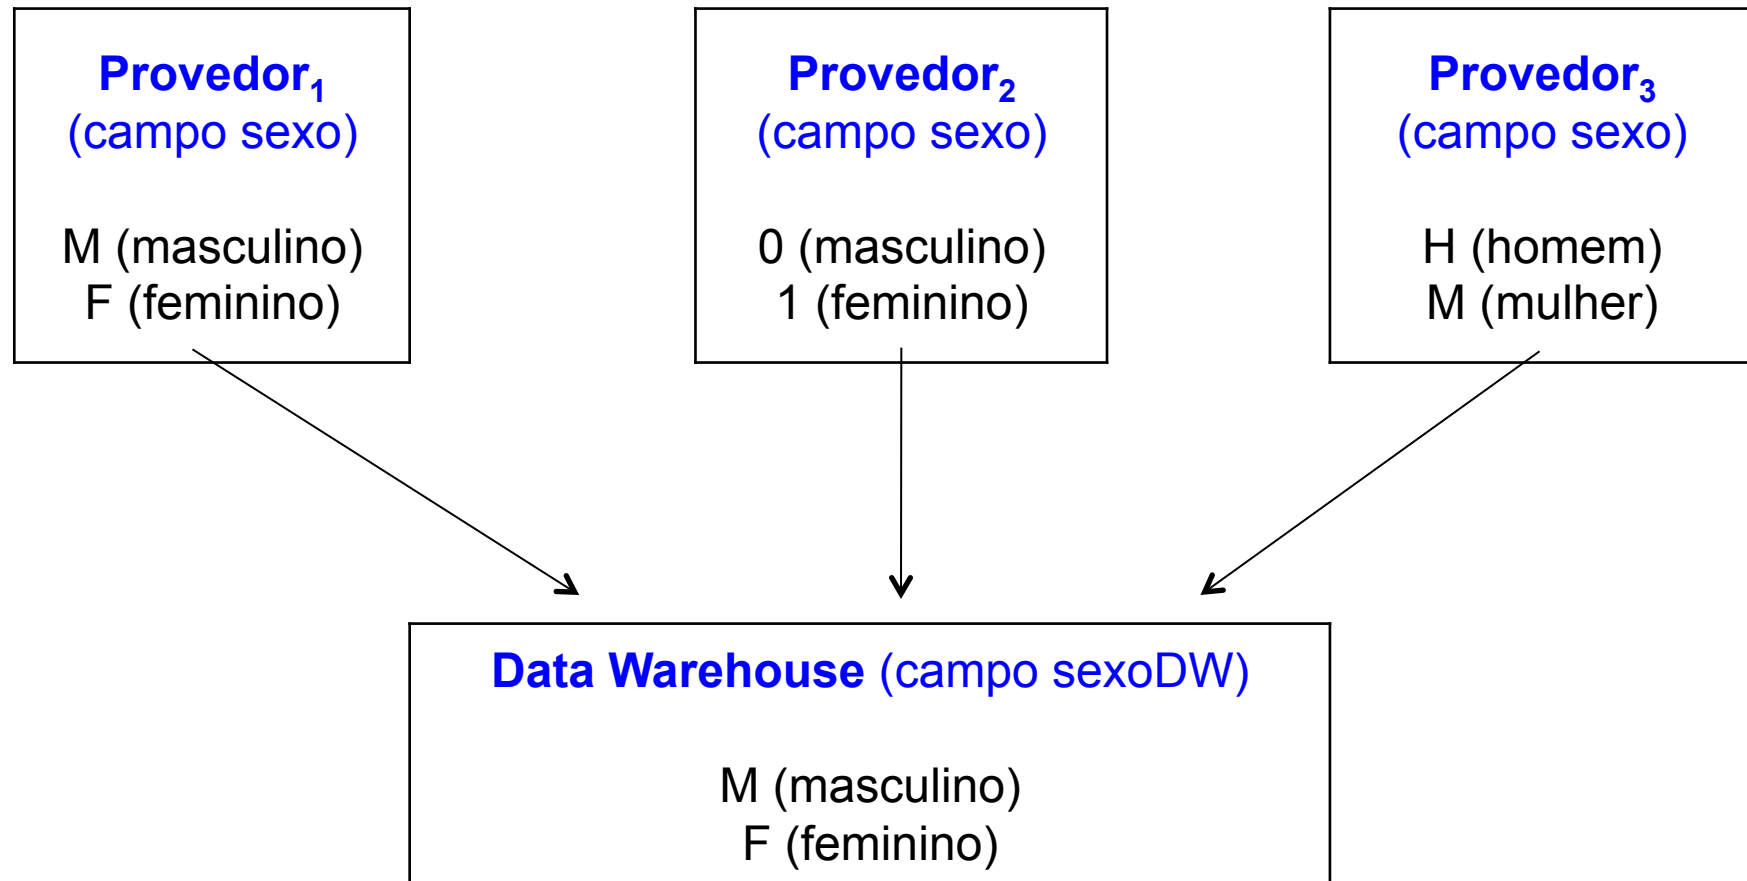 Provedor1
(campo sexo)
M (masculino)
F (feminino)
Provedor2
(campo sexo)
0 (masculino)
1 (feminino)
Provedor3
(campo sexo)
H (homem)
M (mulher)
Data Warehouse (campo sexoDW)
M (masculino)
F (feminino)